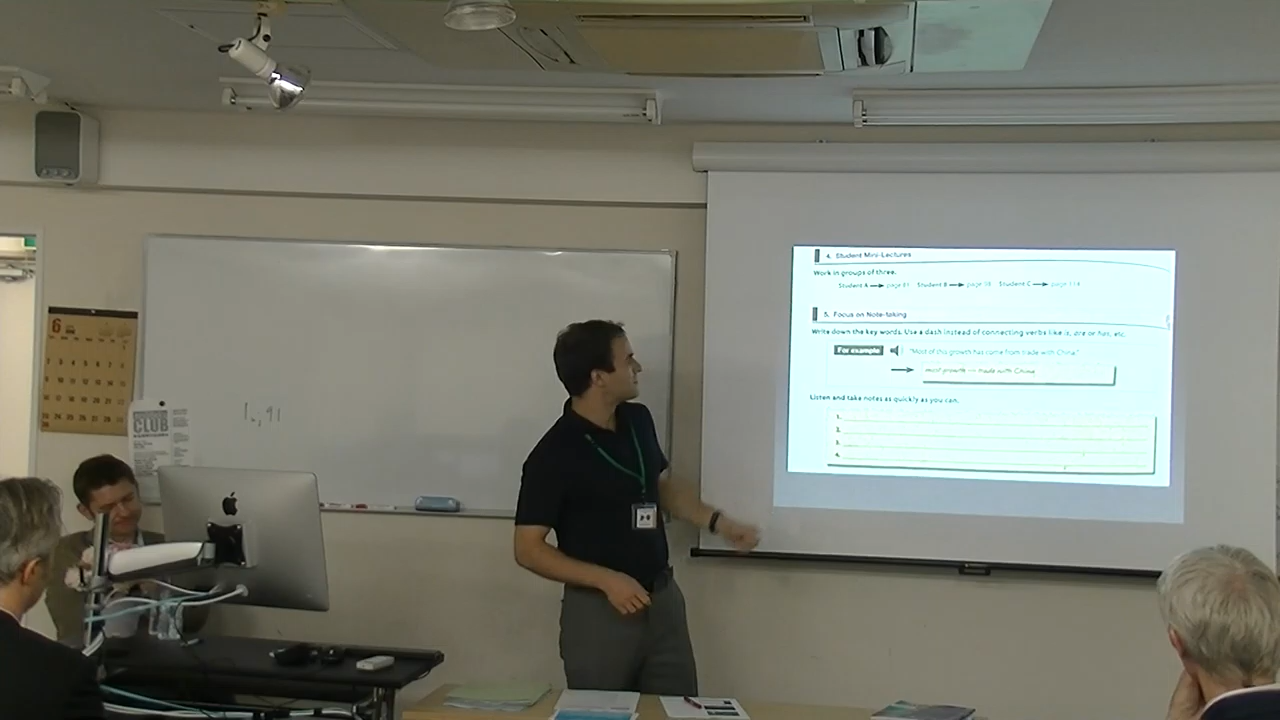 4. Student Mini-Lectures
Work in groups of three.
Student A → page 81 Student B → page 78 Student C → page 114
5. Focus on Note-taking
Write down the key words. Use a dash instead of connecting verbs like is, are or has, etc.
For example "Most of this growth has come from trade with China."
→ most growth — trade with China
Listen and take notes as quickly as you can.
1.
2.
3.
4.
6
CLUB